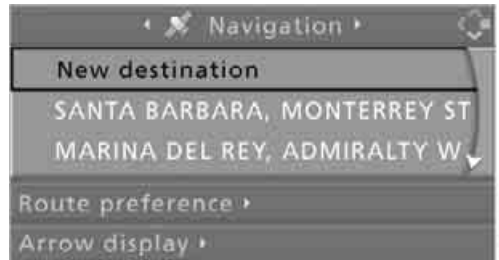 Navigation
New destination
SANTA BARBARA, MONTERREY ST
MARINA DEL REY, ADMIRALTY W
Route preference
Arrow display